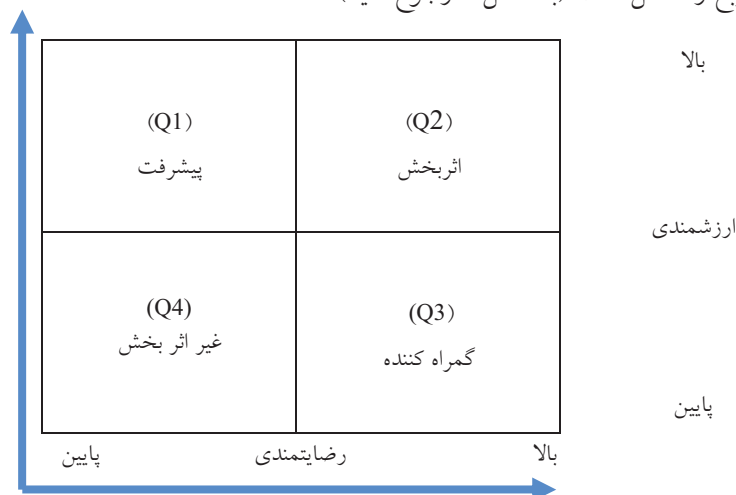 بالا
(Q1)
پیشرفت
(Q2)
اثربخش
ارزشمندی
(Q4)
غیر اثر بخش
(Q3)
گمراه کننده
پایین
پایین
رضایتمندی
بالا